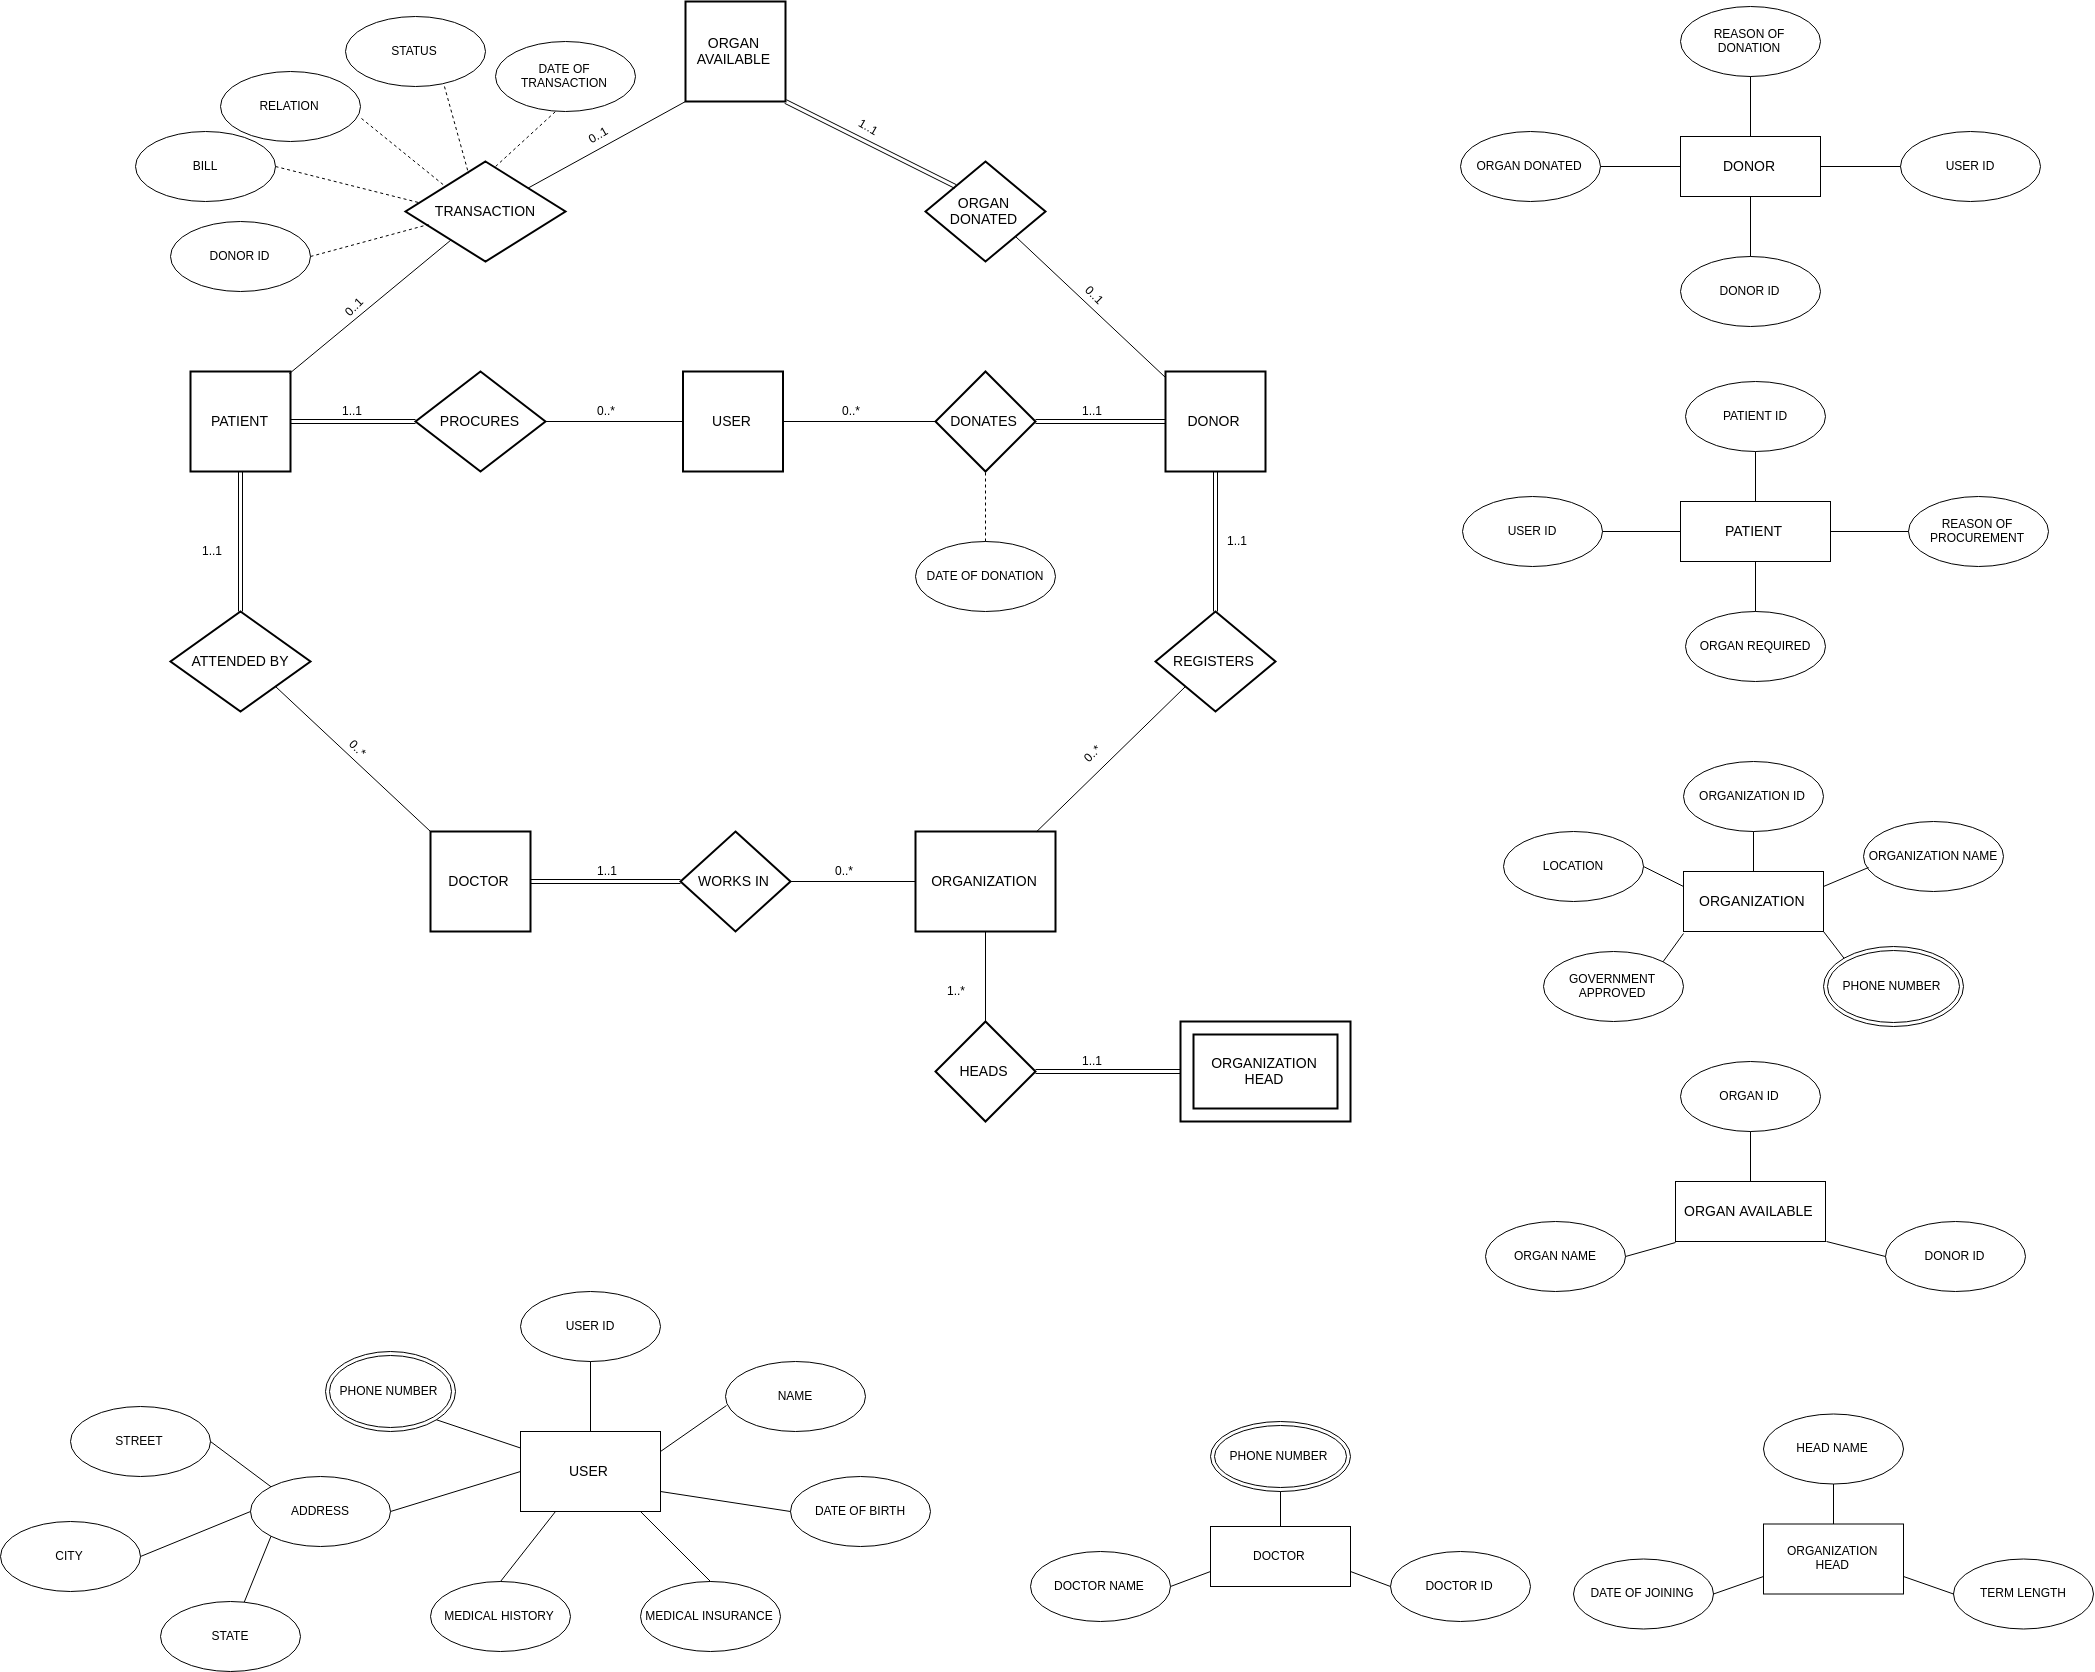 ORGAN
AVAILABLE
STATUS
DATE OF
TRANSACTION
RELATION
BILL
DONOR ID
TRANSACTION
0..1
1..1
ORGAN
DONATED
0..1
0..1
PATIENT
1..1
PROCURES
0..*
USER
0..*
DONATES
1..1
DONOR
1..1
DATE OF DONATION
1..1
ATTENDED BY
REGISTERS
0..*
0..*
DOCTOR
1..1
WORKS IN
0..*
ORGANIZATION
1..*
HEADS
1..1
ORGANIZATION
HEAD
REASON OF
DONATION
ORGAN DONATED
DONOR
USER ID
DONOR ID
PATIENT ID
USER ID
PATIENT
REASON OF
PROCUREMENT
ORGAN REQUIRED
ORGANIZATION ID
LOCATION
ORGANIZATION NAME
ORGANIZATION
GOVERNMENT
APPROVED
PHONE NUMBER
ORGAN ID
ORGAN AVAILABLE
ORGAN NAME
DONOR ID
USER ID
PHONE NUMBER
NAME
STREET
USER
ADDRESS
DATE OF BIRTH
CITY
STATE
MEDICAL HISTORY
MEDICAL INSURANCE
PHONE NUMBER
DOCTOR
DOCTOR NAME
DOCTOR ID
HEAD NAME
ORGANIZATION
HEAD
DATE OF JOINING
TERM LENGTH